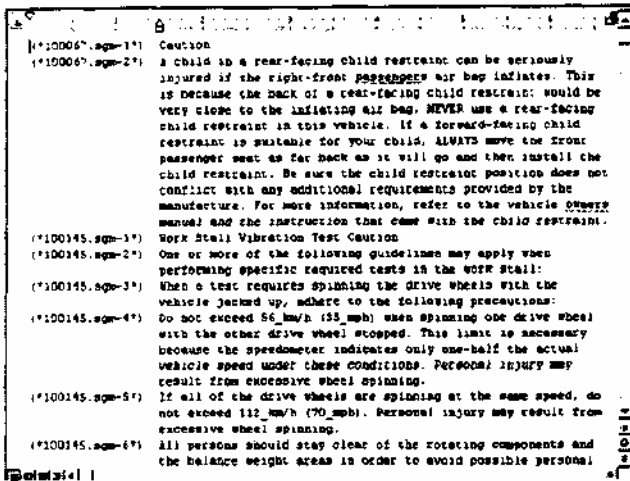 (*100067.sgm-1*) Caution
(*100067.sgm-2*) A child in a rear-facing child restraint can be seriously
injured if the right-front passengers air bag inflates. This
is because the back of a rear-facing child restraint would be
very close to the inflating air bag. NEVER use a rear-facing
child restraint in this vehicle. If a forward-facing child
restraint is suitable for your child, ALWAYS move the front
passenger seat as far back as it will go and then install the
child restraint. Be sure the child restraint position does not
conflict with any additional requirements provided by the
manufacture. For more information, refer to the vehicle owners
manual and the instruction that came with the child restraint.
(*100145.sgm-1*) Work Stall Vibration Test Caution
(*100145.sgm-2*) One or more of the following guidelines may apply when
performing specific required tests in the work stall:
(*100145.sgm-3*) When a test requires spinning the drive wheels with the
vehicle jacked up, adhere to the following precautions:
(*100145.sgm-4*) Do not exceed 56_km/h (35_mph) when spinning one drive wheel
with the other drive wheel stopped. This limit is necessary
because the speedometer indicates only one-half the actual
vehicle speed under these conditions. Personal injury may
result from excessive wheel spinning.
(*100145.sgm-5*) If all of the drive wheels are spinning at the same speed, do
not exceed 112_km/h (70_mph). Personal injury may result from
excessive wheel spinning.
(*100145.sgm-6*) All persons should stay clear of the rotating components and
the balance weight areas in order to avoid possible personal